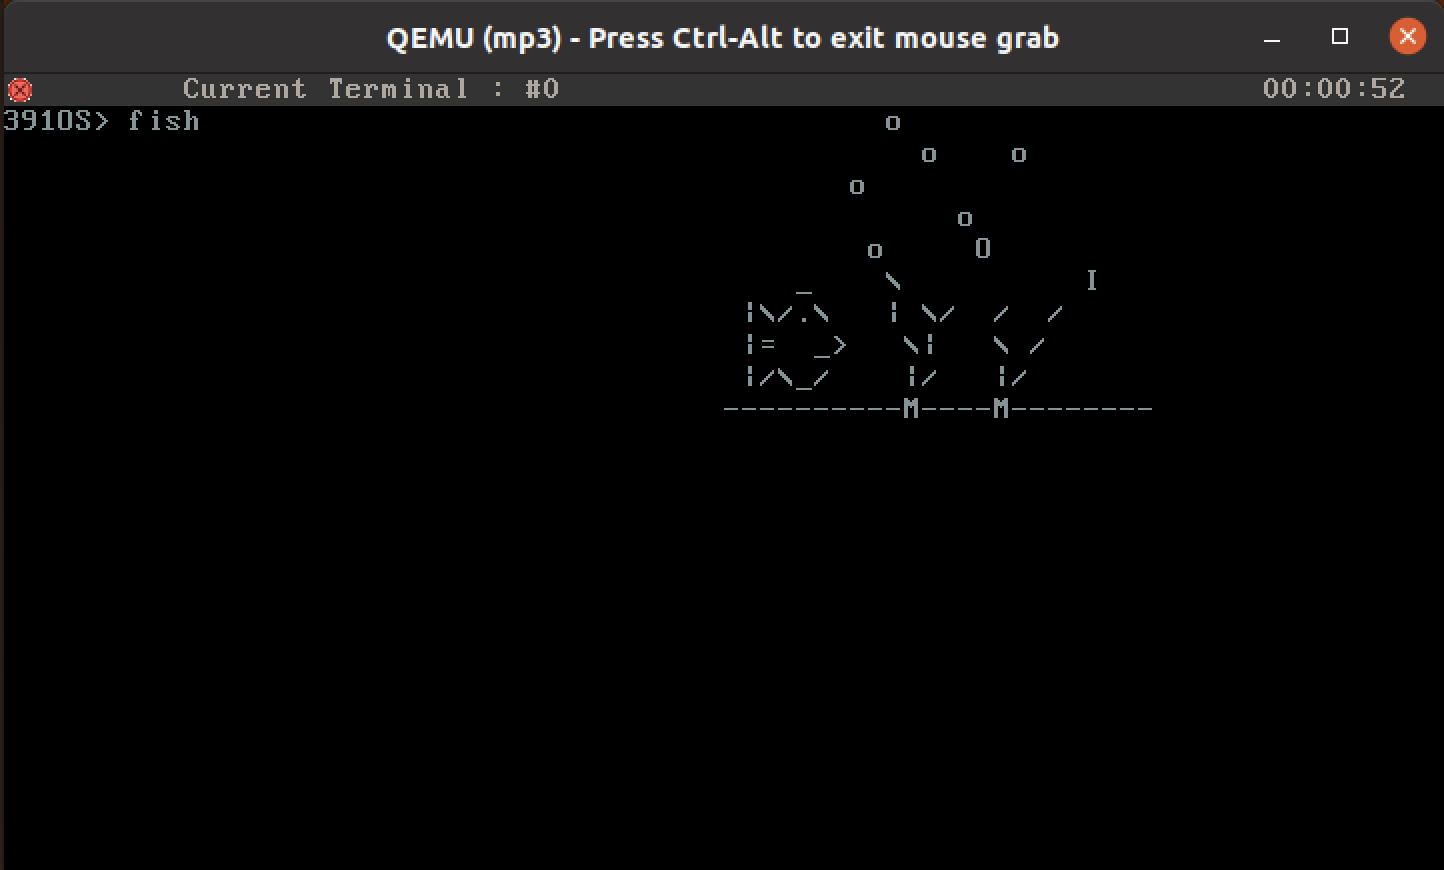 QEMU (mp3) - Press Ctrl-Alt to exit mouse grab
Current Terminal : #0 00:00:52
391OS> fish                                      o
                                                   o    o
                                               o
                                                     o
                                                o     O
                                                 \          I
                                            _
                                         |\/.\   | \/  /  /
                                         |=  _>   \|   \ /
                                         |/\_/    |/   |/
                                        ----------M----M--------